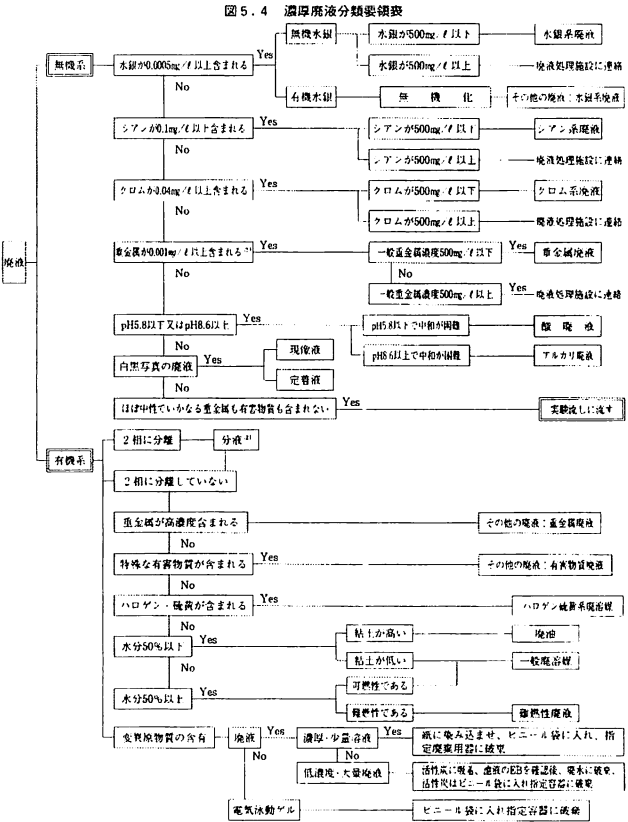 図5.4 濃厚廃液分類要領表
廃液
無機系
水銀が0.0005mg/ℓ以上含まれる
Yes
無機水銀
水銀が500mg/ℓ以下
水銀系廃液
水銀が500mg/ℓ以上
廃液処理施設に連絡
有機水銀
無機化
その他の廃液：水銀系廃液
No
シアンが0.1mg/ℓ以上含まれる
Yes
シアンが500mg/ℓ以下
シアン系廃液
シアンが500mg/ℓ以上
廃液処理施設に連絡
No
クロムが0.04mg/ℓ以上含まれる
Yes
クロムが500mg/ℓ以下
クロム系廃液
クロムが500mg/ℓ以上
廃液処理施設に連絡
No
重金属が0.001mg/ℓ以上含まれる
Yes
一般重金属濃度500mg/ℓ以下
Yes
重金属廃液
No
一般重金属濃度500mg/ℓ以上
Yes
廃液処理施設に連絡
No
pH5.8以下又はpH8.6以上
Yes
pH5.8以下で中和が困難
酸廃液
pH8.6以上で中和が困難
アルカリ廃液
No
白黒写真の廃液
Yes
現像液
定着液
No
ほぼ中性でいかなる重金属も有害物質も含まれない
Yes
実験流しに流す
有機系
2相に分離
分液²⁾
2相に分離していない
重金属が高濃度含まれる
その他の廃液：重金属廃液
No
特殊な有害物質が含まれる
Yes
その他の廃液：有害物質廃液
No
ハロゲン・硫黄が含まれる
Yes
ハロゲン硫黄系廃溶媒
No
水分50%以下
Yes
粘土が高い
廃油
粘土が低い
一般廃溶媒
No
水分50%以下
Yes
可燃性である
難燃性である
難燃性廃液
変異原物質の含有
廃液
Yes
濃厚・少量溶液
Yes
紙に染み込ませ、ビニール袋に入れ、指
定廃棄用器に破棄
No
No
低濃度・大量廃液
活性炭に吸着、濾液のEBを確認後、廃水に破棄、
活性炭はビニール袋に入れ指定容器に破棄
電気泳動ゲル
ビニール袋に入れ指定容器に破棄